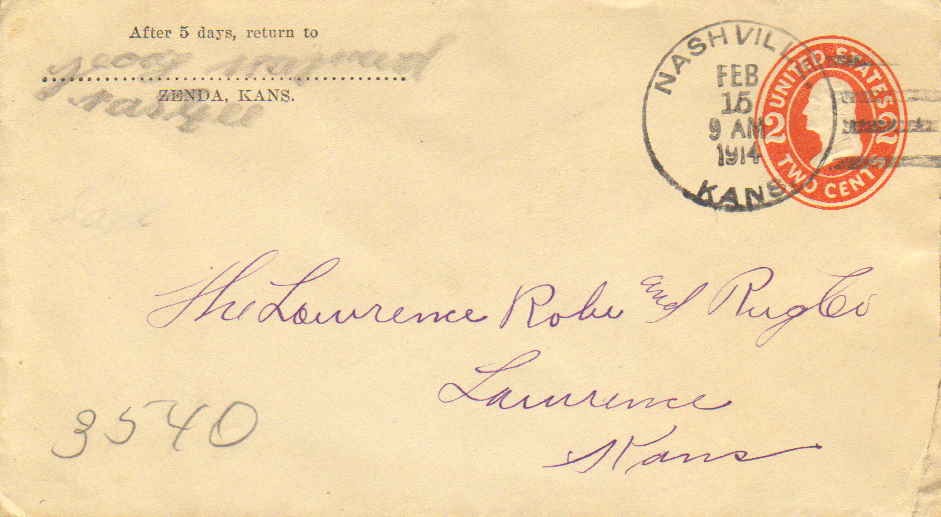 After 5 days, return to
ZENDA, KANS.
NASHVILL
FEB
15
9 AM
1914
KANS.
UNITED STATES
2 2
TWO CENTS
The Lawrence Robe and Rug Co
Lawrence
Kans
3540